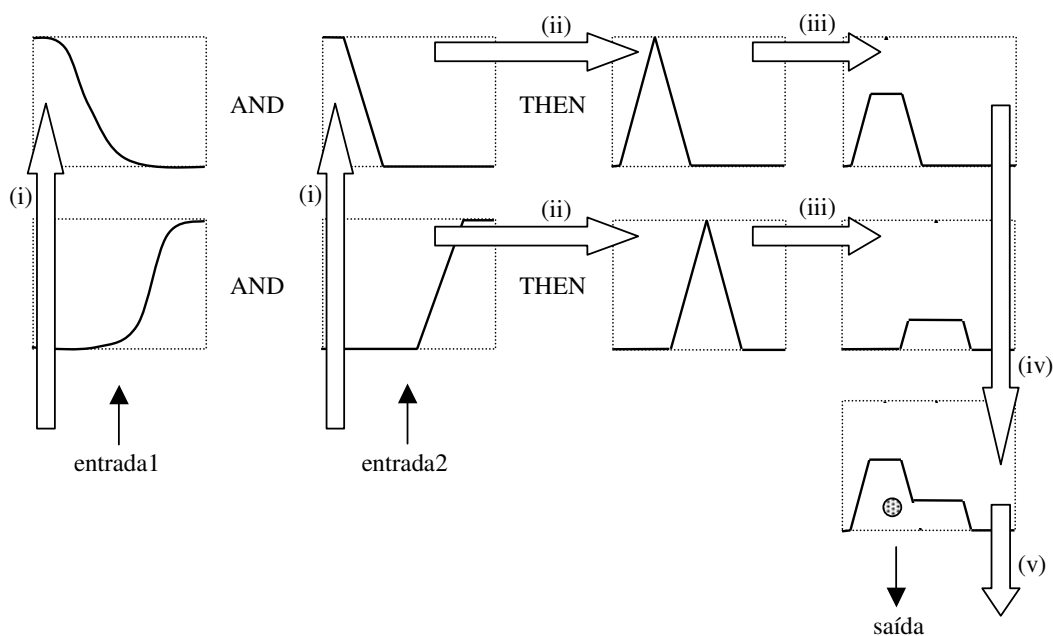 (ii)
(iii)
AND
THEN
(i)
(i)
(ii)
(iii)
AND
THEN
(iv)
entrada1
entrada2
(v)
saída